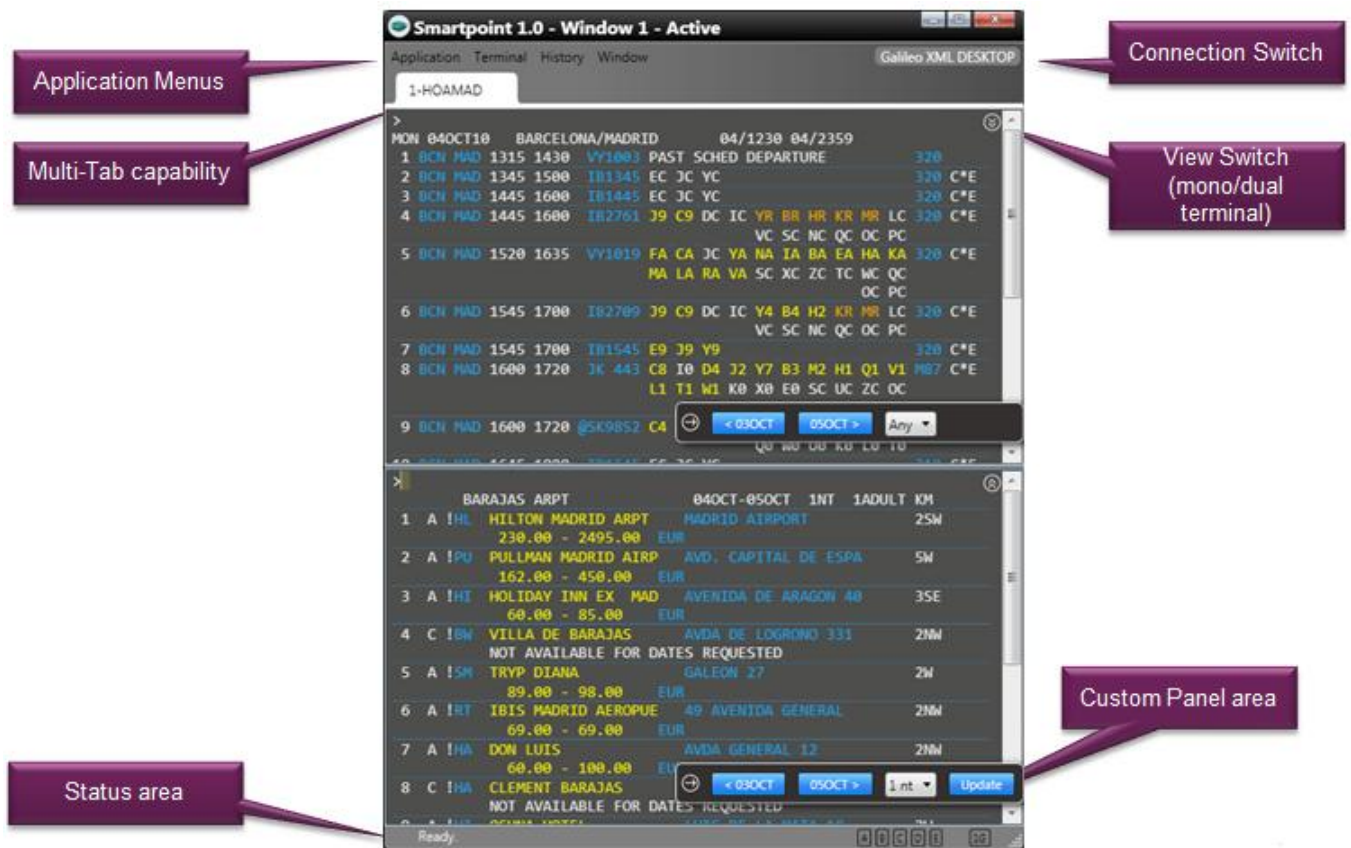 Smartpoint 1.0 - Window 1 - Active
Application Terminal History Window
Galileo XML DESKTOP
1-HOAMAD
Application Menus
Multi-Tab capability
Status area
Connection Switch
View Switch
(mono/dual
terminal)
Custom Panel area
>
MON 04OCT10 BARCELONA/MADRID 04/1230 04/2359
1 BCN MAD 1315 1430 VY1003 PAST SCHED DEPARTURE 320
2 BCN MAD 1345 1500 IB1345 EC JC YC 320 C*E
3 BCN MAD 1445 1600 IB1445 EC JC YC 320 C*E
4 BCN MAD 1445 1600 IB2761 J9 C9 DC IC YR BR HR KR MR LC 320 C*E
VC SC NC QC OC PC
5 BCN MAD 1520 1635 VY1019 FA CA JC YA NA IA BA EA HA KA 320 C*E
MA LA RA VA SC XC ZC TC WC QC
OC PC
6 BCN MAD 1545 1700 IB2709 J9 C9 DC IC Y4 B4 H2 KR MR LC 320 C*E
VC SC NC QC OC PC
7 BCN MAD 1545 1700 IB1545 E9 J9 Y9 320 C*E
8 BCN MAD 1600 1720 JK 443 C8 I0 D4 J2 Y7 B3 M2 H1 Q1 V1 M87 C*E
L1 T1 W1 K0 X0 E0 SC UC ZC OC
9 BCN MAD 1600 1720 @SK9852 C4
< 03OCT 05OCT > Any
>
BARAJAS ARPT 04OCT-05OCT 1NT 1ADULT KM
1 A !HL HILTON MADRID ARPT MADRID AIRPORT 2SW
230.00 - 2495.00 EUR
2 A !PU PULLMAN MADRID AIRP AVD. CAPITAL DE ESPA 5W
162.00 - 450.00 EUR
3 A !HI HOLIDAY INN EX MAD AVENIDA DE ARAGON 40 3SE
60.00 - 85.00 EUR
4 C !BW VILLA DE BARAJAS AVDA DE LOGRONO 331 2NW
NOT AVAILABLE FOR DATES REQUESTED
5 A !SM TRYP DIANA GALEON 27 2W
89.00 - 98.00 EUR
6 A !RT IBIS MADRID AEROPUE 49 AVENIDA GENERAL 2NW
69.00 - 69.00 EUR
7 A !HA DON LUIS AVDA GENERAL 12 2NW
60.00 - 100.00
8 C !HA CLEMENT BARAJAS
NOT AVAILABLE FOR DATES REQUESTED
< 03OCT 05OCT > 1 nt Update
Ready.
A B C D E 1G